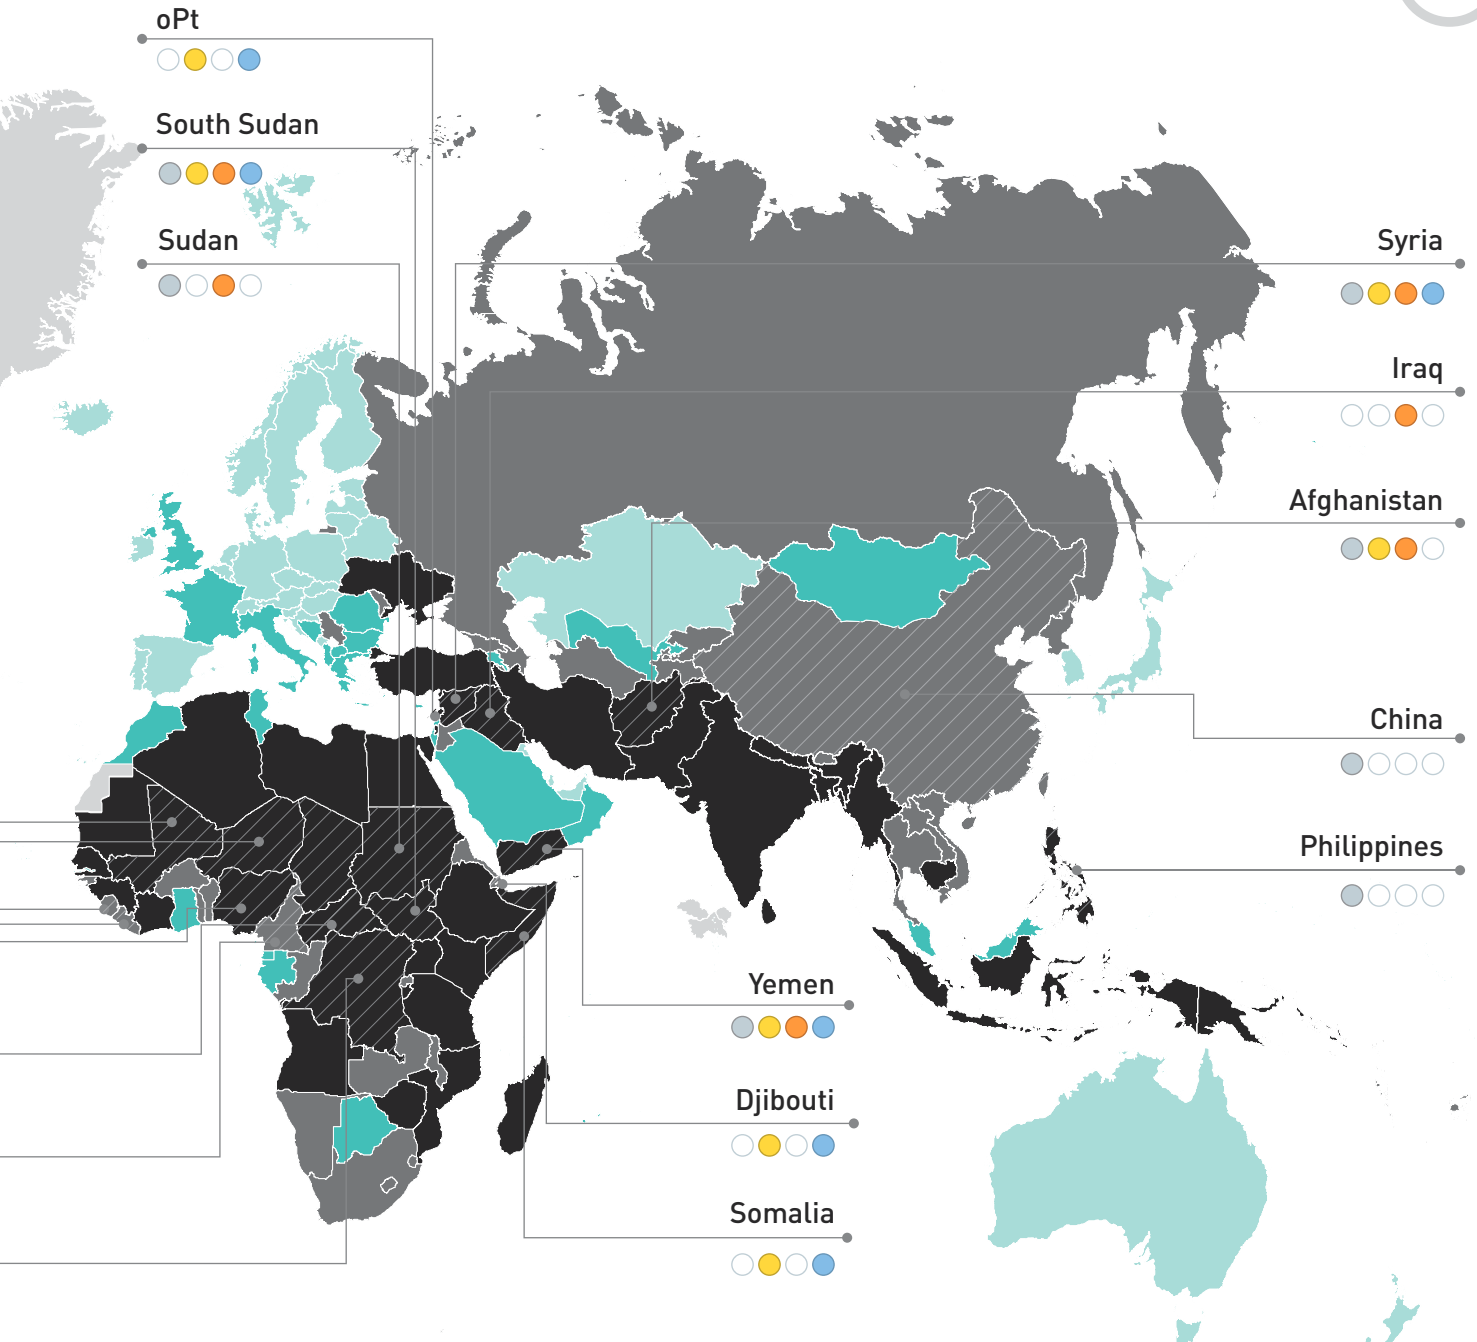 oPt
South Sudan
Sudan
Syria
Iraq
Afghanistan
China
Philippines
Yemen
Djibouti
Somalia